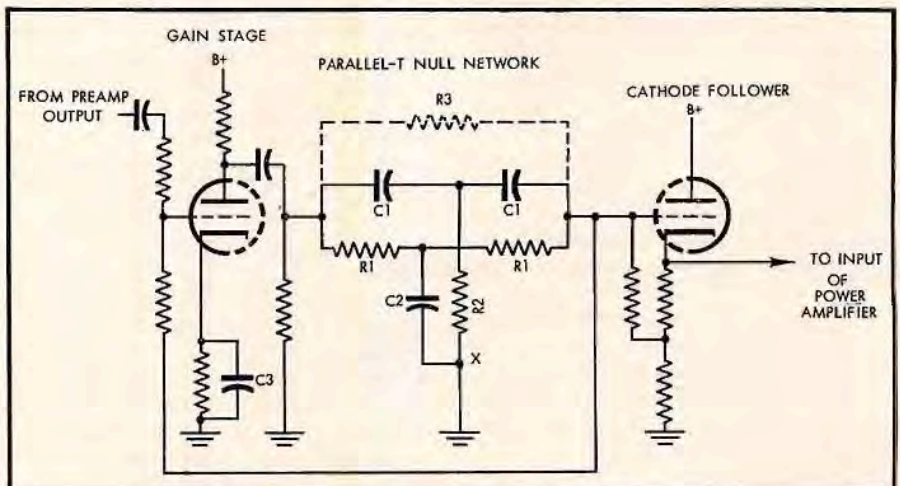 GAIN STAGE
B+
PARALLEL-T NULL NETWORK
CATHODE FOLLOWER
B+
FROM PREAMP
OUTPUT
R3
C1
C1
R1
R1
C2
R2
X
C3
TO INPUT
OF
POWER
AMPLIFIER